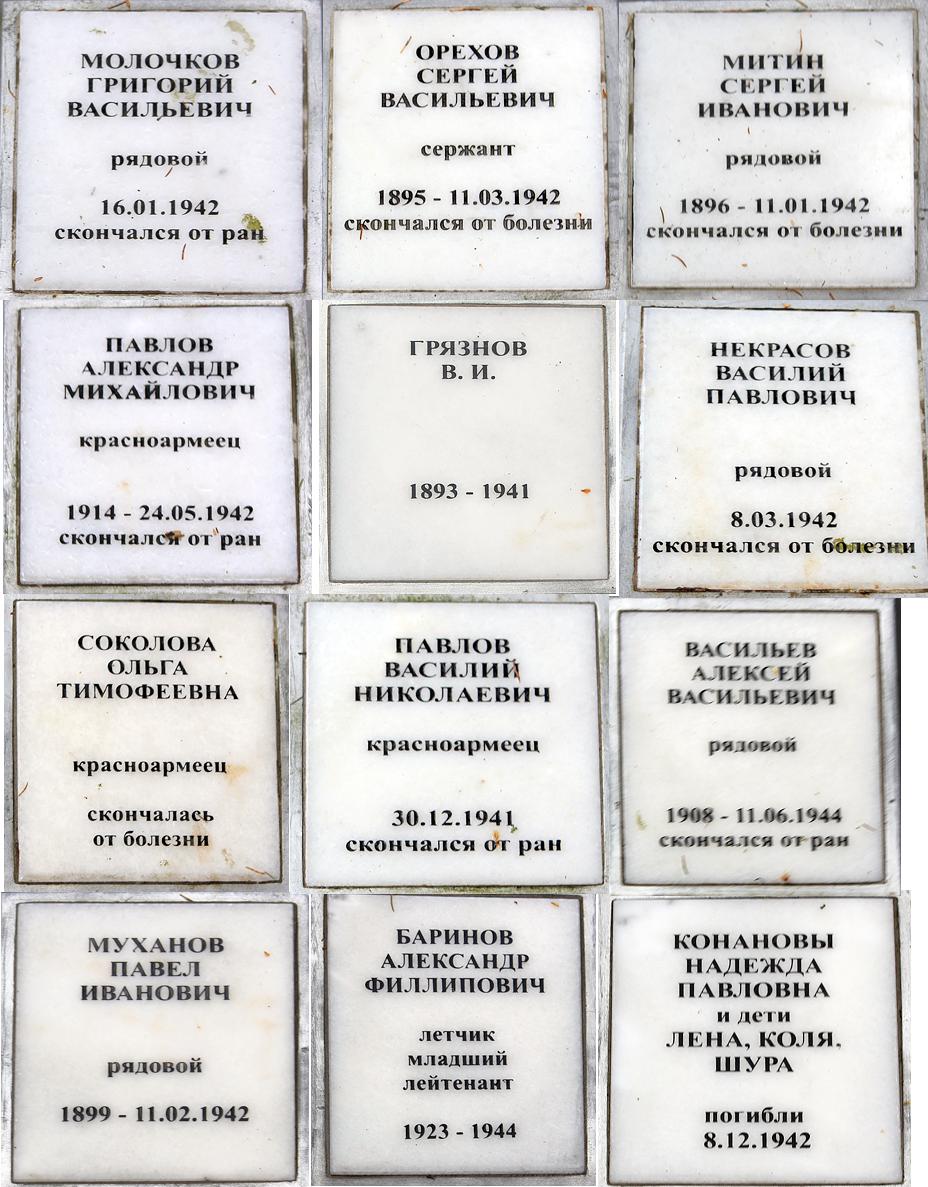 МОЛОЧКОВ
ГРИГОРИЙ
ВАСИЛЬЕВИЧ
рядовой
16.01.1942
скончался от ран
ОРЕХОВ
СЕРГЕЙ
ВАСИЛЬЕВИЧ
сержант
1895 - 11.03.1942
скончался от болезни
МИТИН
СЕРГЕЙ
ИВАНОВИЧ
рядовой
1896 - 11.01.1942
скончался от болезни
ПАВЛОВ
АЛЕКСАНДР
МИХАЙЛОВИЧ
красноармеец
1914 - 24.05.1942
скончался от ран
ГРЯЗНОВ
В. И.
1893 - 1941
НЕКРАСОВ
ВАСИЛИЙ
ПАВЛОВИЧ
рядовой
8.03.1942
скончался от болезни
СОКОЛОВА
ОЛЬГА
ТИМОФЕЕВНА
красноармеец
скончалась
от болезни
ПАВЛОВ
ВАСИЛИЙ
НИКОЛАЕВИЧ
красноармеец
30.12.1941
скончался от ран
ВАСИЛЬЕВ
АЛЕКСЕЙ
ВАСИЛЬЕВИЧ
рядовой
1908 - 11.06.1944
скончался от ран
МУХАНОВ
ПАВЕЛ
ИВАНОВИЧ
рядовой
1899 - 11.02.1942
БАРИНОВ
АЛЕКСАНДР
ФИЛЛИПОВИЧ
летчик
младший
лейтенант
1923 - 1944
КОНАНОВЫ
НАДЕЖДА
ПАВЛОВНА
и дети
ЛЕНА, КОЛЯ,
ШУРА
погибли
8.12.1942